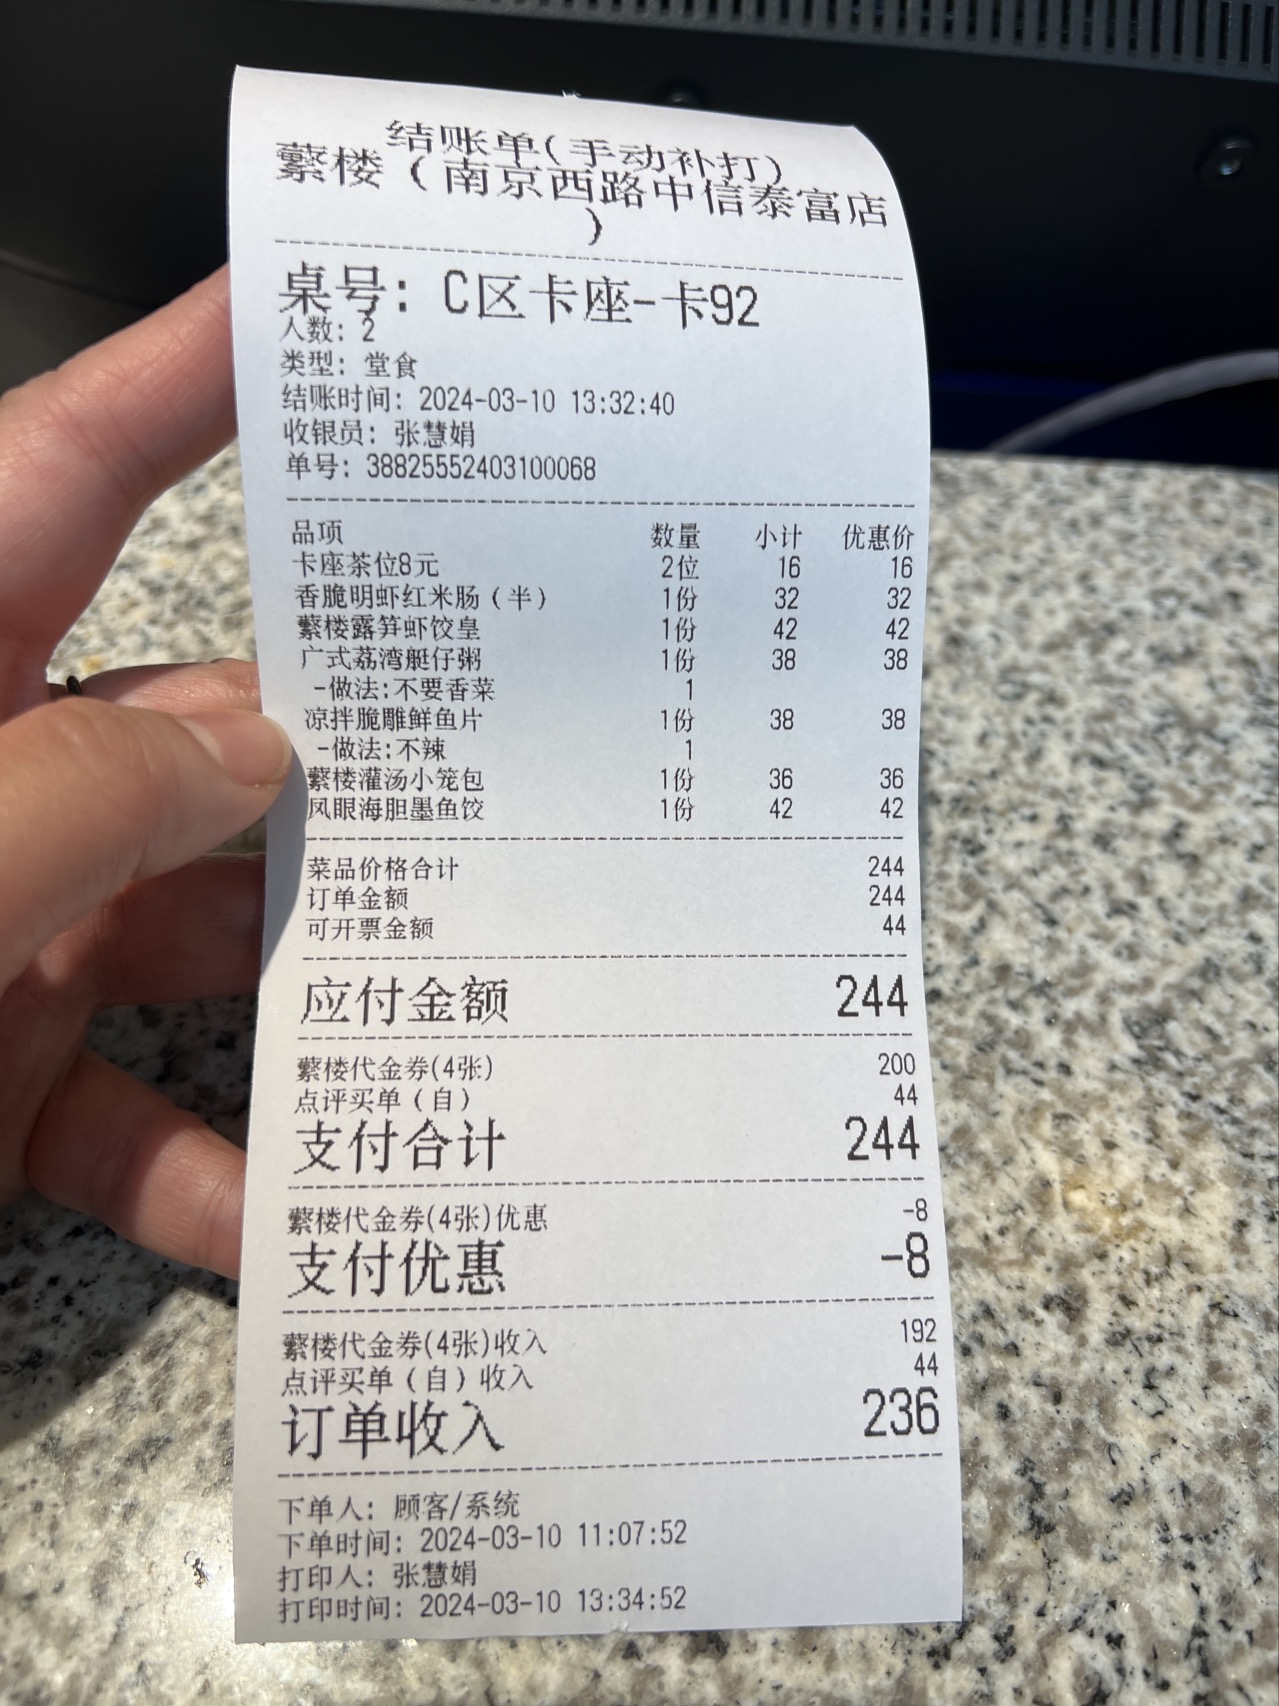 结账单(手动补打)
蘩楼（南京西路中信泰富店
）
桌号: C区卡座-卡92
人数: 2
类型: 堂食
结账时间: 2024-03-10 13:32:40
收银员: 张慧娟
单号: 38825552403100068
品项 数量 小计 优惠价
卡座茶位8元 2位 16 16
香脆明虾红米肠（半） 1份 32 32
蘩楼露笋虾饺皇 1份 42 42
广式荔湾艇仔粥 1份 38 38
-做法:不要香菜 1
凉拌脆雕鲜鱼片 1份 38 38
-做法:不辣 1
蘩楼灌汤小笼包 1份 36 36
凤眼海胆墨鱼饺 1份 42 42
菜品价格合计 244
订单金额 244
可开票金额 44
应付金额 244
蘩楼代金券(4张) 200
点评买单（自） 44
支付合计 244
蘩楼代金券(4张)优惠 -8
支付优惠 -8
蘩楼代金券(4张)收入 192
点评买单（自）收入 44
订单收入 236
下单人: 顾客/系统
下单时间: 2024-03-10 11:07:52
打印人: 张慧娟
打印时间: 2024-03-10 13:34:52